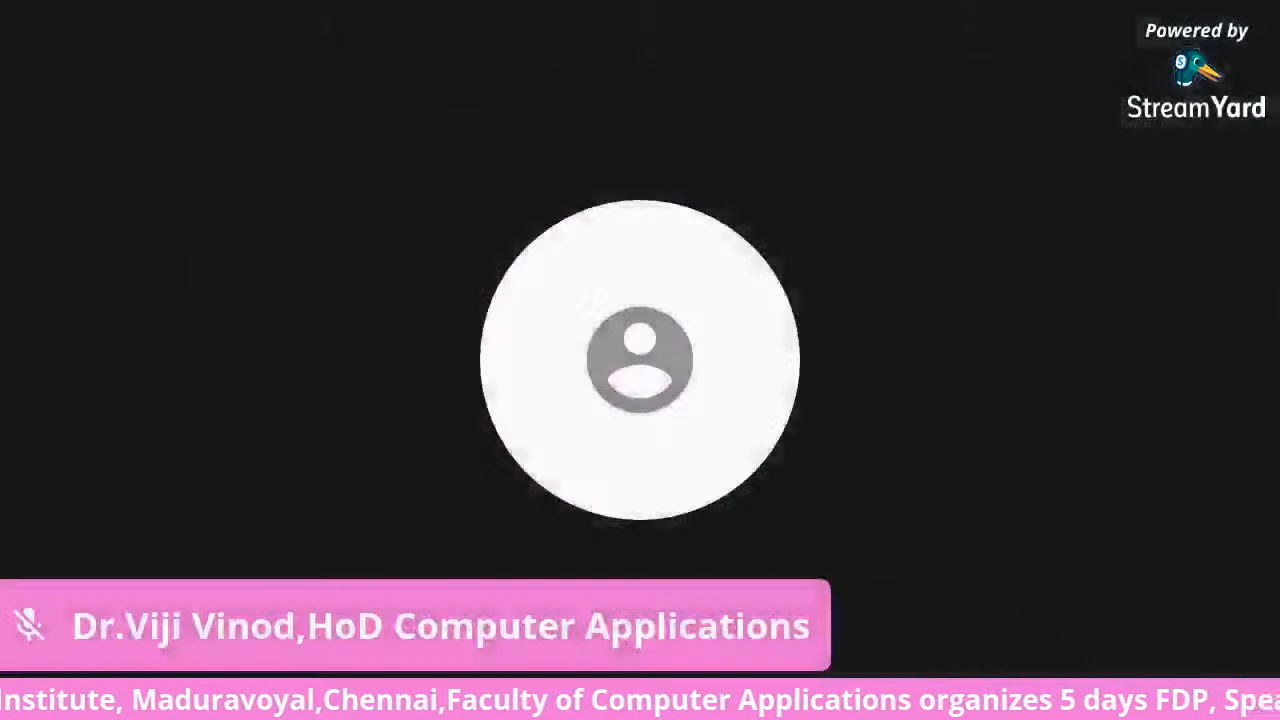 Powered by
S
StreamYard
Dr.Viji Vinod,HoD Computer Applications
Institute, Maduravoyal,Chennai,Faculty of Computer Applications organizes 5 days FDP, Spea